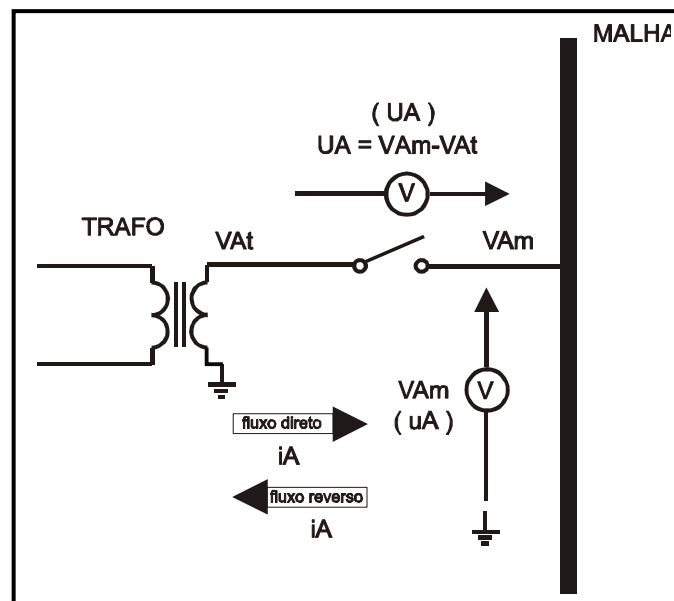 MALHA
( UA )
UA = VAm-VAt
V
TRAFO
VAt
VAm
VAm
V
( uA )
fluxo direto
iA
fluxo reverso
iA